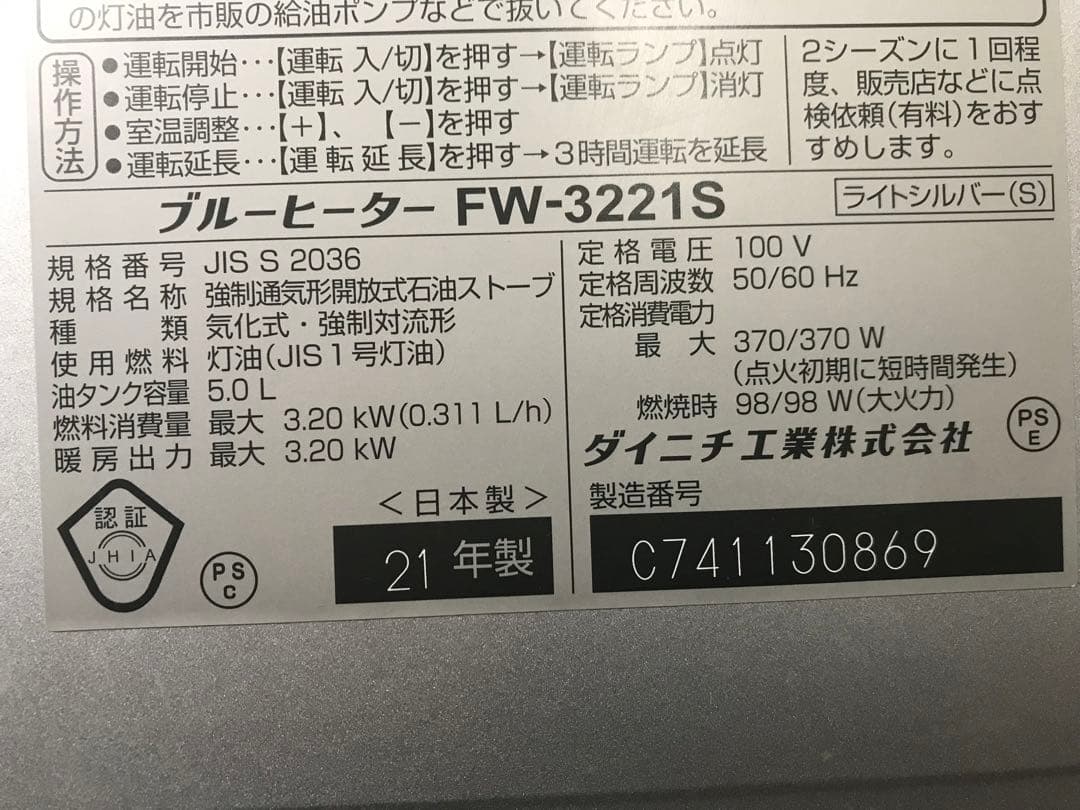 の灯油を市販の給油ポンプなどで抜いてください。
操作方法
●運転開始…【運転 入/切】を押す→【運転ランプ】点灯
●運転停止…【運転 入/切】を押す→【運転ランプ】消灯
●室温調整…【+】、【−】を押す
●運転延長…【運転延長】を押す→3時間運転を延長
2シーズンに1回程
度、販売店などに点
検依頼(有料)をおす
すめします。
ブルーヒーター FW-3221S
ライトシルバー(S)
規格番号 JIS S 2036
規格名称 強制通気形開放式石油ストーブ
種類 気化式・強制対流形
使用燃料 灯油(JIS1号灯油)
油タンク容量 5.0 L
燃料消費量 最大 3.20 kW(0.311 L/h)
暖房出力 最大 3.20 kW
定格電圧 100 V
定格周波数 50/60 Hz
定格消費電力
最大 370/370 W
(点火初期に短時間発生)
燃焼時 98/98 W(大火力)
ダイニチ工業株式会社
PS
E
認証
JHIA
PS
C
<日本製>
21 年製
製造番号
C741130869